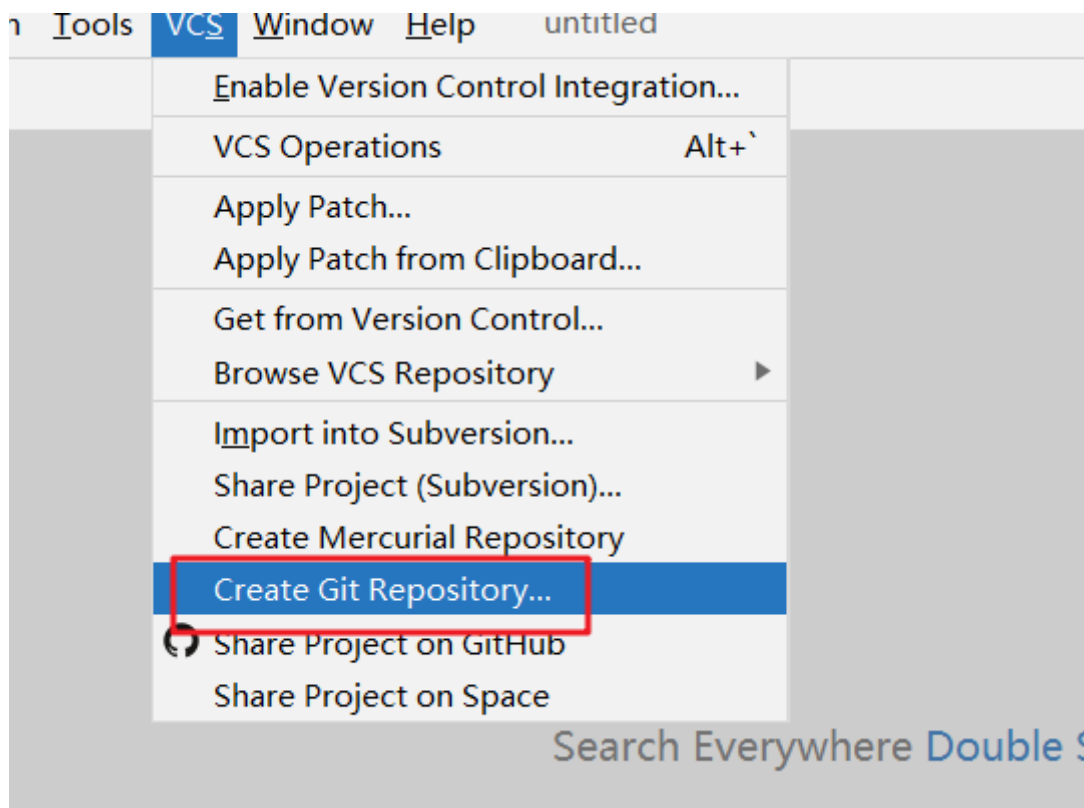 Tools VCS Window Help untitled
Enable Version Control Integration...
VCS Operations Alt+`
Apply Patch...
Apply Patch from Clipboard...
Get from Version Control...
Browse VCS Repository
Import into Subversion...
Share Project (Subversion)...
Create Mercurial Repository
Create Git Repository...
Share Project on GitHub
Share Project on Space
Search Everywhere Double